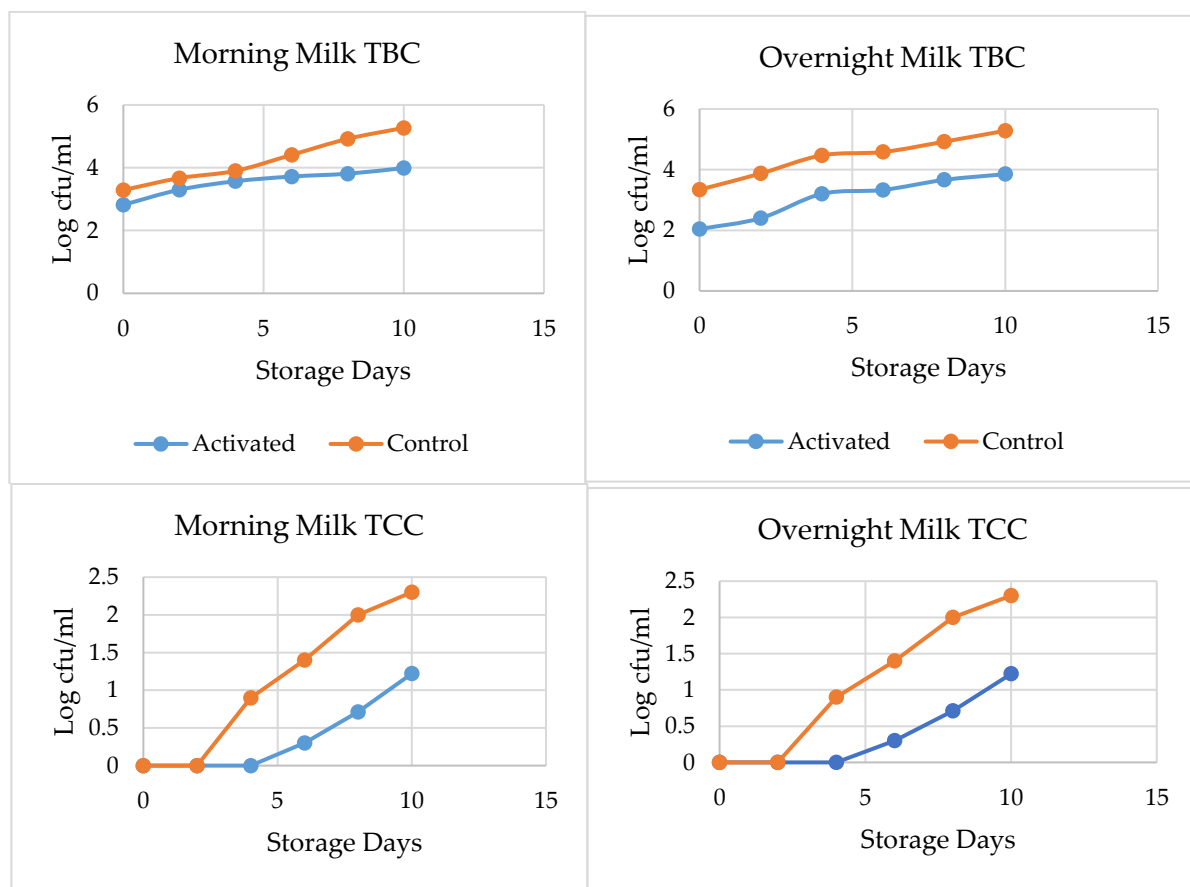 Morning Milk TBC
6
4
2
0
Log cfu/ml
0 5 10 15
Storage Days
Activated Control
Overnight Milk TBC
6
4
2
0
Log cfu/ml
0 5 10 15
Storage Days
Activated Control
Morning Milk TCC
2.5
2
1.5
1
0.5
0
Log cfu/ml
0 5 10 15
Storage Days
Overnight Milk TCC
2.5
2
1.5
1
0.5
0
Log cfu/ml
0 5 10 15
Storage Days